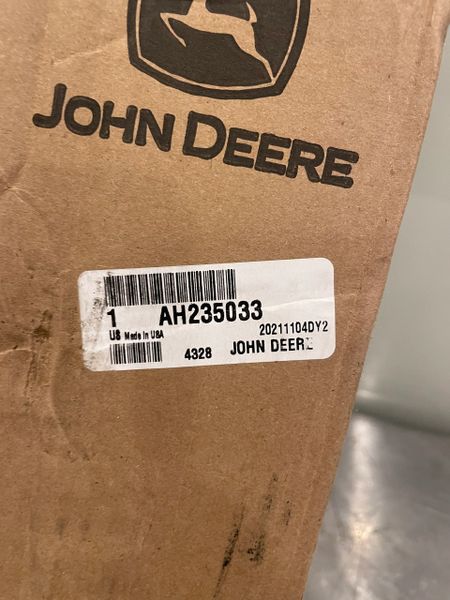 JOHN DEERE
1 AH235033
US Made in USA 20211104DY2
4328 JOHN DEERE